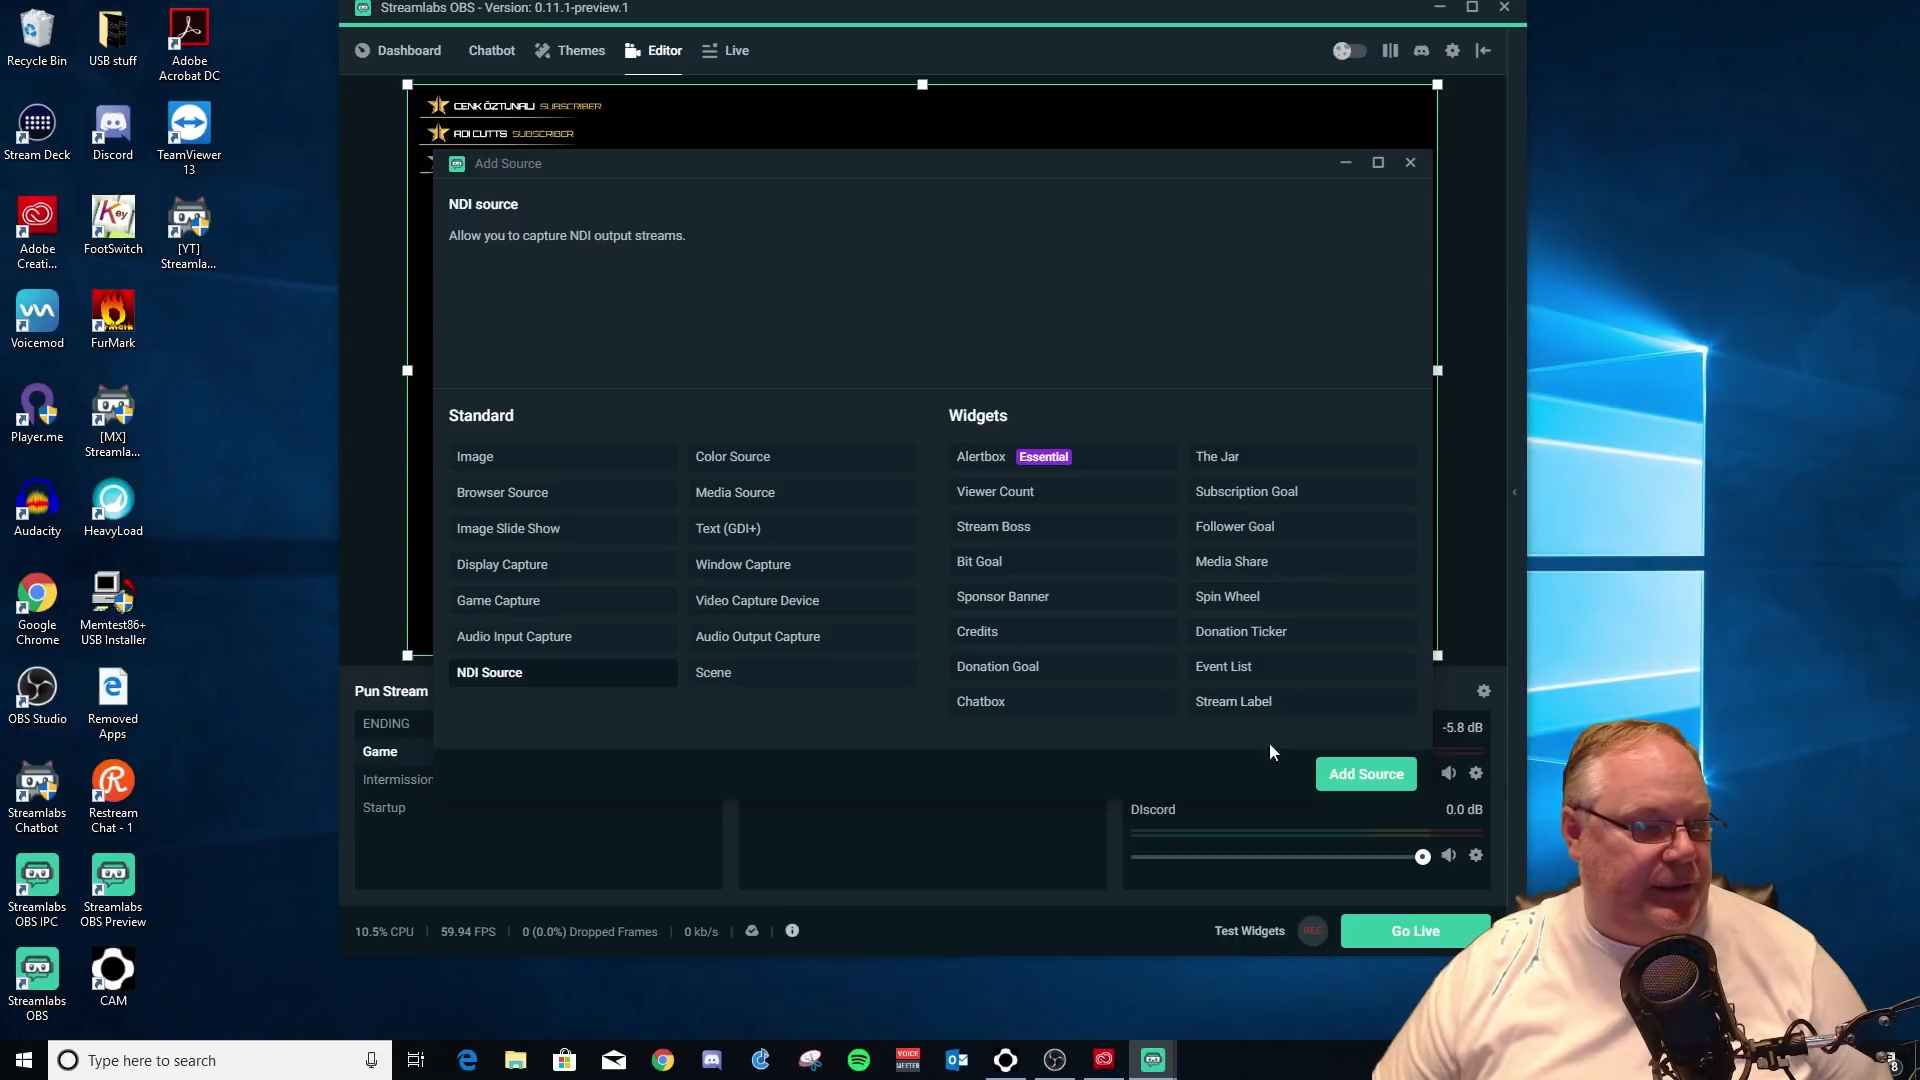 Streamlabs OBS - Version: 0.11.1-preview.1
Dashboard Chatbot Themes Editor Live
CENK ÖZTUNALI SUBSCRIBER
ADI CUTTS SUBSCRIBER
Add Source
NDI source
Allow you to capture NDI output streams.
Standard
Image Color Source
Browser Source Media Source
Image Slide Show Text (GDI+)
Display Capture Window Capture
Game Capture Video Capture Device
Audio Input Capture Audio Output Capture
NDI Source Scene
Widgets
Alertbox Essential The Jar
Viewer Count Subscription Goal
Stream Boss Follower Goal
Bit Goal Media Share
Sponsor Banner Spin Wheel
Credits Donation Ticker
Donation Goal Event List
Chatbox Stream Label
Add Source
Pun Stream
ENDING
Game
Intermission
Startup
-5.8 dB
DIscord 0.0 dB
10.5% CPU 59.94 FPS 0 (0.0%) Dropped Frames 0 kb/s
Test Widgets REC Go Live
Recycle Bin
USB stuff
Adobe
Acrobat DC
Stream Deck
Discord
TeamViewer
13
Adobe
Creati...
Key
FootSwitch
[YT]
Streamla...
Voicemod
FurMark
Player.me
[MX]
Streamla...
Audacity
HeavyLoad
Google
Chrome
Memtest86+
USB Installer
OBS Studio
Removed
Apps
Streamlabs
Chatbot
Restream
Chat - 1
Streamlabs
OBS IPC
Streamlabs
OBS Preview
Streamlabs
OBS
CAM
Type here to search
VOICE
MEETER